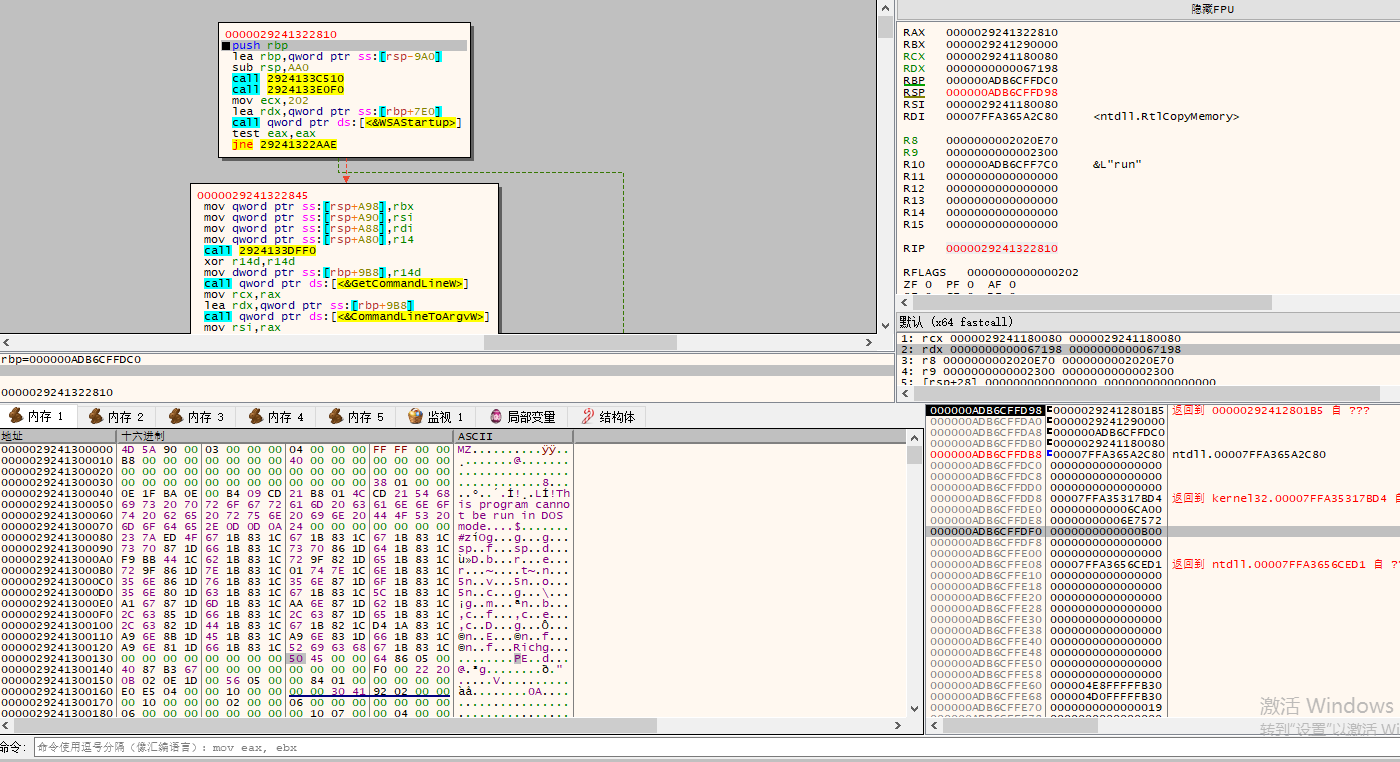 0000029241322810
push rbp
lea rbp,qword ptr ss:[rsp-9A0]
sub rsp,AA0
call 2924133C510
call 2924133E0F0
mov ecx,202
lea rdx,qword ptr ss:[rbp+7E0]
call qword ptr ds:[<&WSAStartup>]
test eax,eax
jne 29241322AAE
0000029241322845
mov qword ptr ss:[rsp+A98],rbx
mov qword ptr ss:[rsp+A90],rsi
mov qword ptr ss:[rsp+A88],rdi
mov qword ptr ss:[rsp+A80],r14
call 2924133DFF0
xor r14d,r14d
mov dword ptr ss:[rbp+9B8],r14d
call qword ptr ds:[<&GetCommandLineW>]
mov rcx,rax
lea rdx,qword ptr ss:[rbp+9B8]
call qword ptr ds:[<&CommandLineToArgvW>]
mov rsi,rax
rbp=000000ADB6CFFDC0
0000029241322810
隐藏FPU
RAX 0000029241322810
RBX 0000029241290000
RCX 0000029241180080
RDX 0000000000067198
RBP 000000ADB6CFFDC0
RSP 000000ADB6CFFD98
RSI 0000029241180080
RDI 00007FFA365A2C80 <ntdll.RtlCopyMemory>
R8 0000000002020E70
R9 0000000000002300
R10 000000ADB6CFF7C0 &L"run"
R11 0000000000000000
R12 0000000000000000
R13 0000000000000000
R14 0000000000000000
R15 0000000000000000
RIP 0000029241322810
RFLAGS 0000000000000202
ZF 0 PF 0 AF 0
默认 (x64 fastcall)
1: rcx 0000029241180080 0000029241180080
2: rdx 0000000000067198 0000000000067198
3: r8 0000000002020E70 0000000002020E70
4: r9 0000000000002300 0000000000002300
5: [rsp+28] 0000000000000000 0000000000000000
内存 1 内存 2 内存 3 内存 4 内存 5 监视 1 局部变量 结构体
地址 十六进制 ASCII
0000029241300000 4D 5A 90 00 03 00 00 00 04 00 00 00 FF FF 00 00 MZ..........ÿÿ..
0000029241300010 B8 00 00 00 00 00 00 00 40 00 00 00 00 00 00 00 ¸.......@.......
0000029241300020 00 00 00 00 00 00 00 00 00 00 00 00 00 00 00 00 ................
0000029241300030 00 00 00 00 00 00 00 00 00 00 00 00 38 01 00 00 ............8...
0000029241300040 0E 1F BA 0E 00 B4 09 CD 21 B8 01 4C CD 21 54 68 ..º..´.Í!¸.LÍ!Th
0000029241300050 69 73 20 70 72 6F 67 72 61 6D 20 63 61 6E 6E 6F is program canno
0000029241300060 74 20 62 65 20 72 75 6E 20 69 6E 20 44 4F 53 20 t be run in DOS
0000029241300070 6D 6F 64 65 2E 0D 0D 0A 24 00 00 00 00 00 00 00 mode....$.......
0000029241300080 23 7A ED 4F 67 1B 83 1C 67 1B 83 1C 67 1B 83 1C #zíOg...g...g...
0000029241300090 73 70 87 1D 66 1B 83 1C 73 70 86 1D 64 1B 83 1C sp..f...sp..d...
00000292413000A0 F9 BB 44 1C 62 1B 83 1C 72 9F 82 1D 65 1B 83 1C ù»D.b...r...e...
00000292413000B0 72 9F 86 1D 7E 1B 83 1C 01 74 7E 1C 6E 1B 83 1C r...~....t~.n...
00000292413000C0 35 6E 86 1D 76 1B 83 1C 35 6E 87 1D 6F 1B 83 1C 5n..v...5n..o...
00000292413000D0 35 6E 80 1D 63 1B 83 1C 67 1B 83 1C 5C 1B 83 1C 5n..c...g...\...
00000292413000E0 A1 67 87 1D 6D 1B 83 1C AA 6E 87 1D 62 1B 83 1C ¡g..m...ªn..b...
00000292413000F0 2C 63 85 1D 66 1B 83 1C 2C 63 87 1D 65 1B 83 1C ,c..f...,c..e...
0000029241300100 2C 63 82 1D 44 1B 83 1C 67 1B 82 1C D4 1A 83 1C ,c..D...g...Ô...
0000029241300110 A9 6E 8B 1D 45 1B 83 1C A9 6E 83 1D 66 1B 83 1C ©n..E...©n..f...
0000029241300120 A9 6E 81 1D 66 1B 83 1C 52 69 63 68 67 1B 83 1C ©n..f...Richg...
0000029241300130 00 00 00 00 00 00 00 00 50 45 00 00 64 86 05 00 ........PE..d...
0000029241300140 40 87 B3 67 00 00 00 00 00 00 00 00 F0 00 22 20 @.³g........ð."
0000029241300150 0B 02 0E 1D 00 56 05 00 00 84 01 00 00 00 00 00 .....V..........
0000029241300160 E0 E5 04 00 00 10 00 00 00 00 30 41 92 02 00 00 àå........0A....
0000029241300170 00 10 00 00 00 02 00 00 06 00 00 00 00 00 00 00 ................
0000029241300180 06 00 00 00 00 00 00 00 00 10 07 00 00 04 00 00 ................
000000ADB6CFFD98 00000292412801B5 返回到 00000292412801B5 自 ???
000000ADB6CFFDA0 0000029241290000
000000ADB6CFFDA8 000000ADB6CFFDC0
000000ADB6CFFDB0 0000029241180080
000000ADB6CFFDB8 00007FFA365A2C80 ntdll.00007FFA365A2C80
000000ADB6CFFDC0 0000000000000000
000000ADB6CFFDC8 0000000000000000
000000ADB6CFFDD0 0000000000000000
000000ADB6CFFDD8 00007FFA35317BD4 返回到 kernel32.00007FFA35317BD4 自
000000ADB6CFFDE0 000000000006CA00
000000ADB6CFFDE8 00000000006E7572
000000ADB6CFFDF0 0000000000000B00
000000ADB6CFFDF8 0000000000000000
000000ADB6CFFE00 0000000000000000
000000ADB6CFFE08 00007FFA3656CED1 返回到 ntdll.00007FFA3656CED1 自 ??
000000ADB6CFFE10 0000000000000000
000000ADB6CFFE18 0000000000000000
000000ADB6CFFE20 0000000000000000
000000ADB6CFFE28 0000000000000000
000000ADB6CFFE30 0000000000000000
000000ADB6CFFE38 0000000000000000
000000ADB6CFFE40 0000000000000000
000000ADB6CFFE48 0000000000000000
000000ADB6CFFE50 0000000000000000
000000ADB6CFFE58 0000000000000000
000000ADB6CFFE60 000004E8FFFFFB30
000000ADB6CFFE68 000004D0FFFFFB30
000000ADB6CFFE70 0000000000000019
激活 Windows
转到"设置"以激活 Wi
命令: 命令使用逗号分隔（像汇编语言）: mov eax, ebx